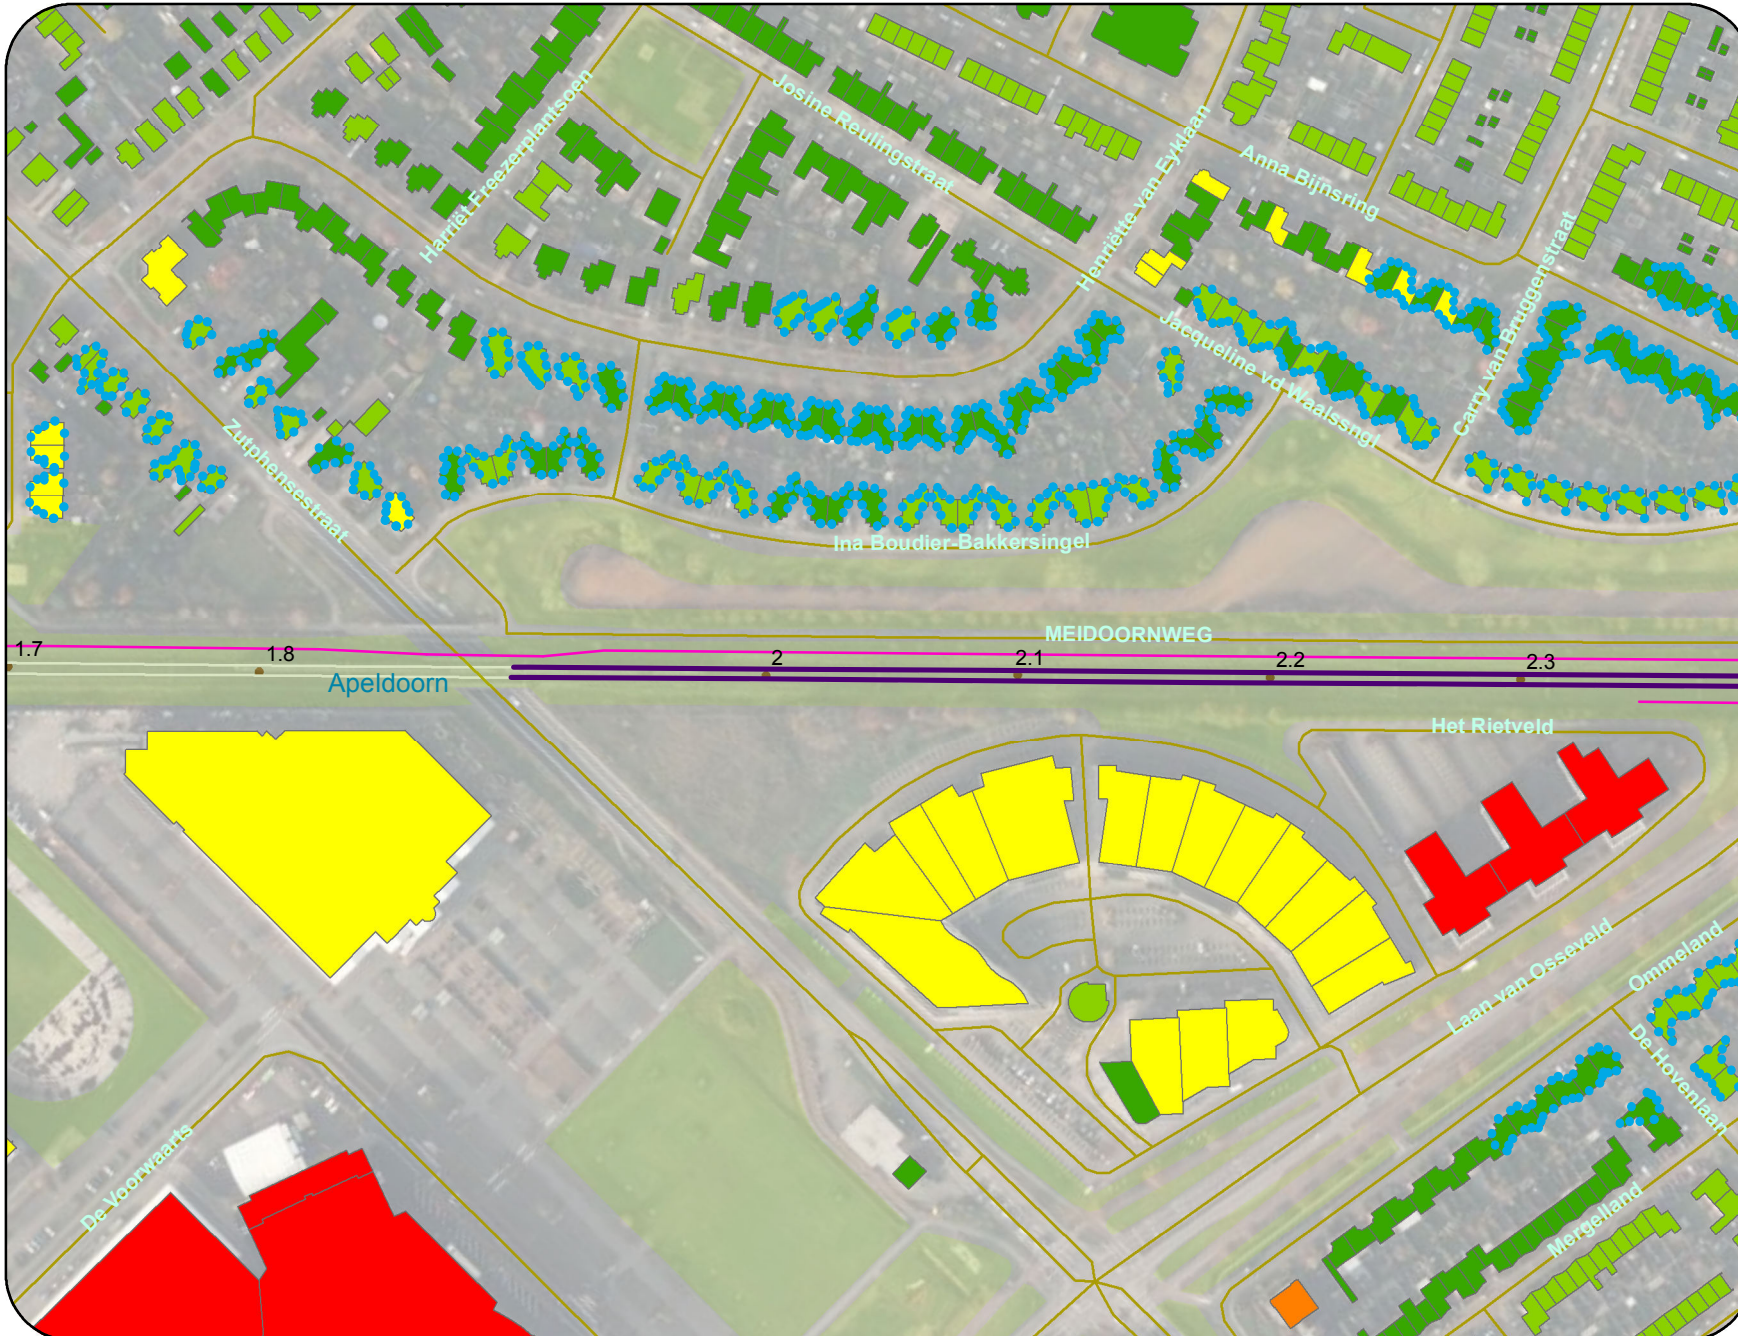 Harriët Freezerplantsoen
Josine Reulingstraat
Henriëtte van Eyklaan
Anna Bijnsring
Carry van Bruggenstraat
Jacqueline vd Waalssngl
Zutphensestraat
Ina Boudier-Bakkersingel
MEIDOORNWEG
1.7
1.8
2
2.1
2.2
2.3
Apeldoorn
Het Rietveld
Laan van Osseveld
Ommeland
De Hovenlaan
De Voorwaarts
Mergelland